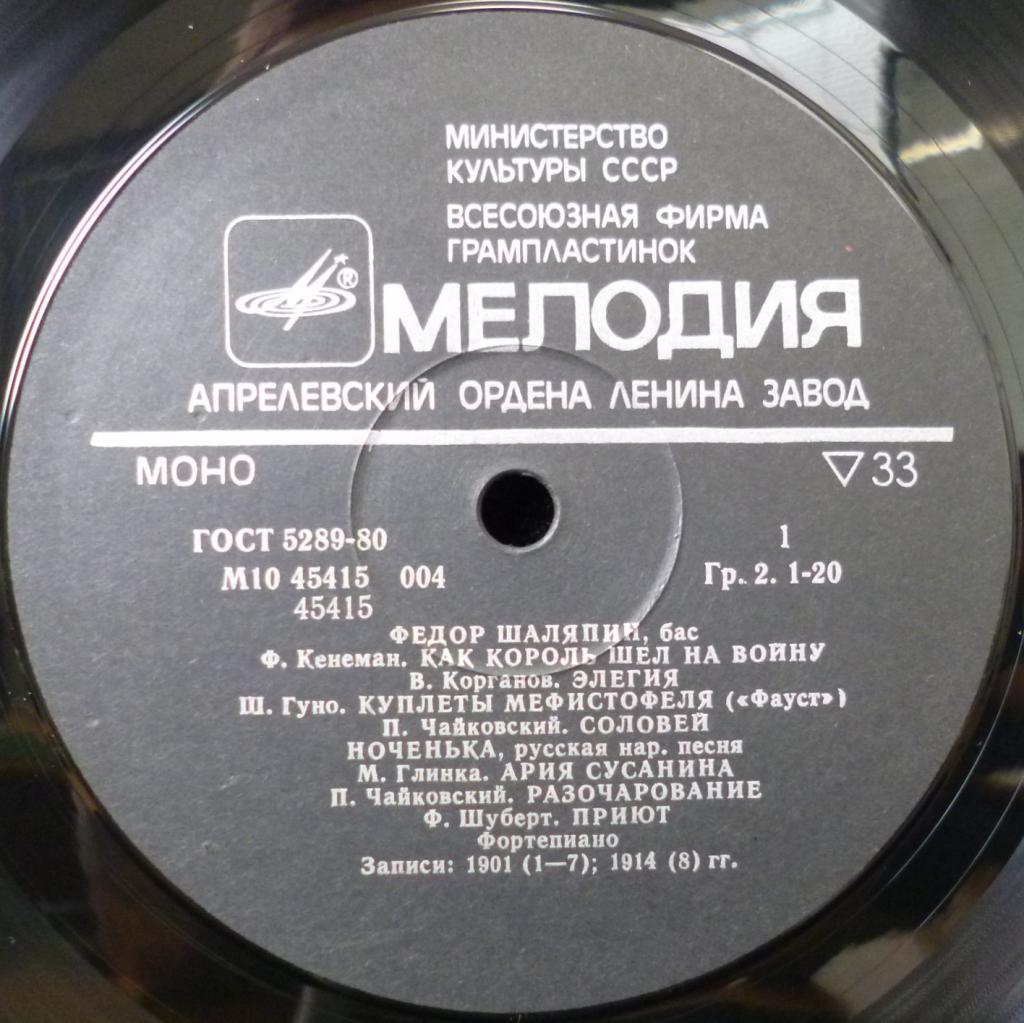 МИНИСТЕРСТВО
КУЛЬТУРЫ СССР
ВСЕСОЮЗНАЯ ФИРМА
ГРАМПЛАСТИНОК
®
МЕЛОДИЯ
АПРЕЛЕВСКИЙ ОРДЕНА ЛЕНИНА ЗАВОД
МОНО ▽33
ГОСТ 5289-80 1
М10 45415 004 Гр. 2. 1-20
45415
ФЕДОР ШАЛЯПИН, бас
Ф. Кенеман. КАК КОРОЛЬ ШЕЛ НА ВОЙНУ
В. Корганов. ЭЛЕГИЯ
Ш. Гуно. КУПЛЕТЫ МЕФИСТОФЕЛЯ («Фауст»)
П. Чайковский. СОЛОВЕЙ
НОЧЕНЬКА, русская нар. песня
М. Глинка. АРИЯ СУСАНИНА
П. Чайковский. РАЗОЧАРОВАНИЕ
Ф. Шуберт. ПРИЮТ
Фортепиано
Записи: 1901 (1—7); 1914 (8) гг.